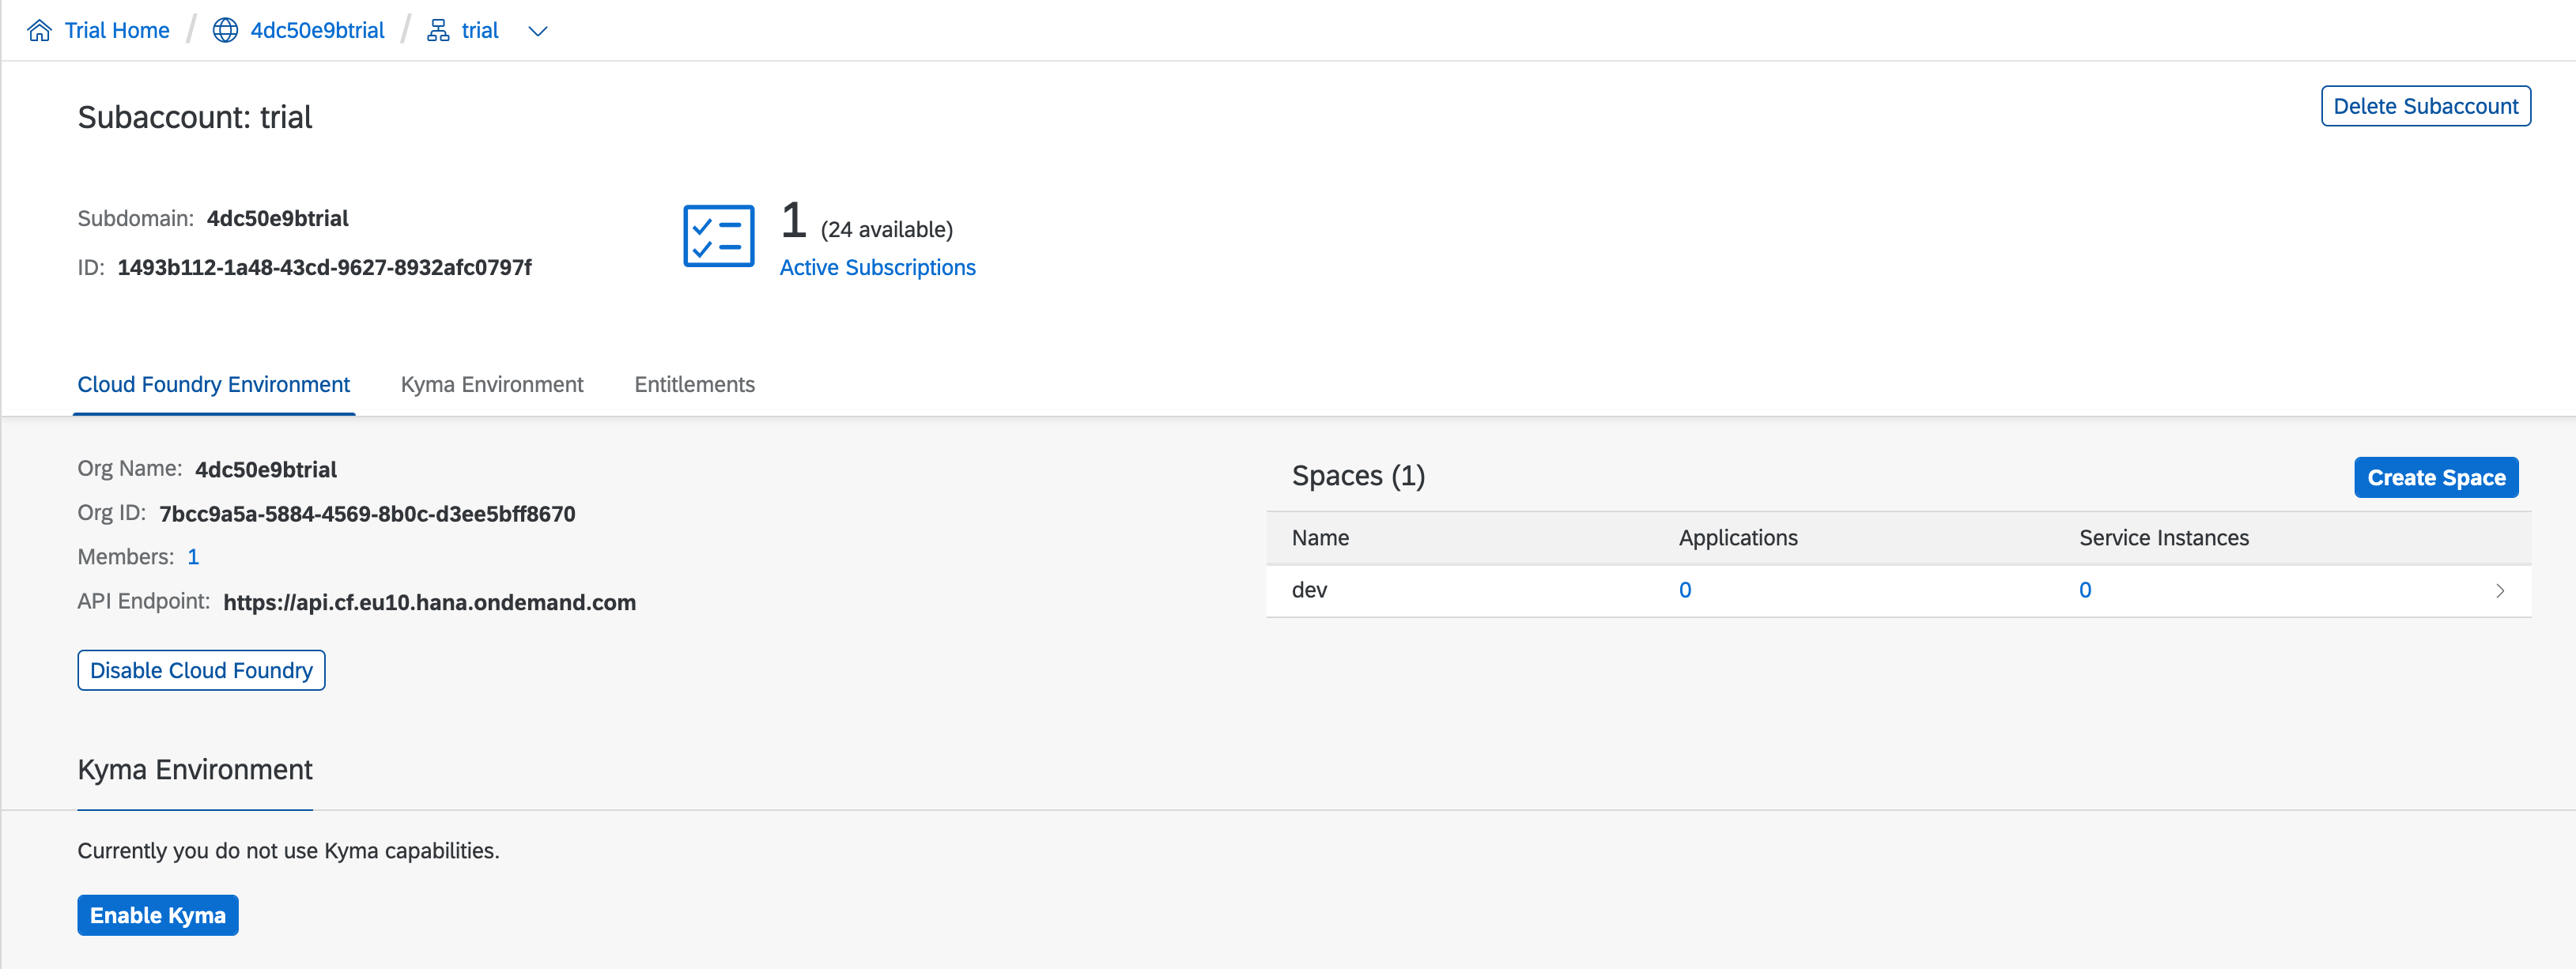 Trial Home / 4dc50e9btrial / trial
Subaccount: trial
Delete Subaccount
Subdomain: 4dc50e9btrial
ID: 1493b112-1a48-43cd-9627-8932afc0797f
1 (24 available)
Active Subscriptions
Cloud Foundry Environment Kyma Environment Entitlements
Org Name: 4dc50e9btrial
Org ID: 7bcc9a5a-5884-4569-8b0c-d3ee5bff8670
Members: 1
API Endpoint: https://api.cf.eu10.hana.ondemand.com
Disable Cloud Foundry
Spaces (1)
Create Space
Name Applications Service Instances
dev 0 0
Kyma Environment
Currently you do not use Kyma capabilities.
Enable Kyma